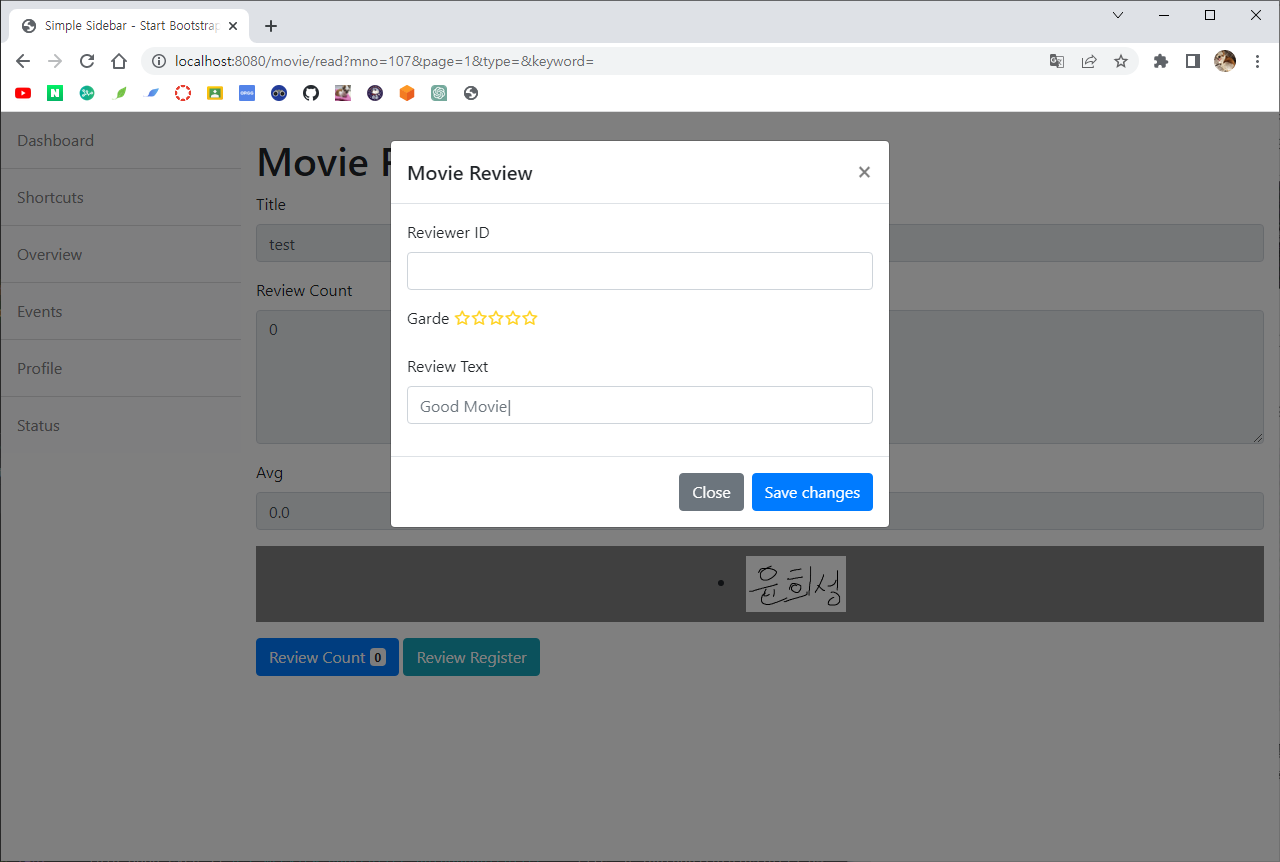 Simple Sidebar - Start Bootstrap
localhost:8080/movie/read?mno=107&page=1&type=&keyword=
Dashboard
Shortcuts
Overview
Events
Profile
Status
Movie
Title
test
Review Count
0
Avg
0.0
Movie Review
×
Reviewer ID
Garde
Review Text
Good Movie|
Close
Save changes
윤희성
Review Count 0
Review Register